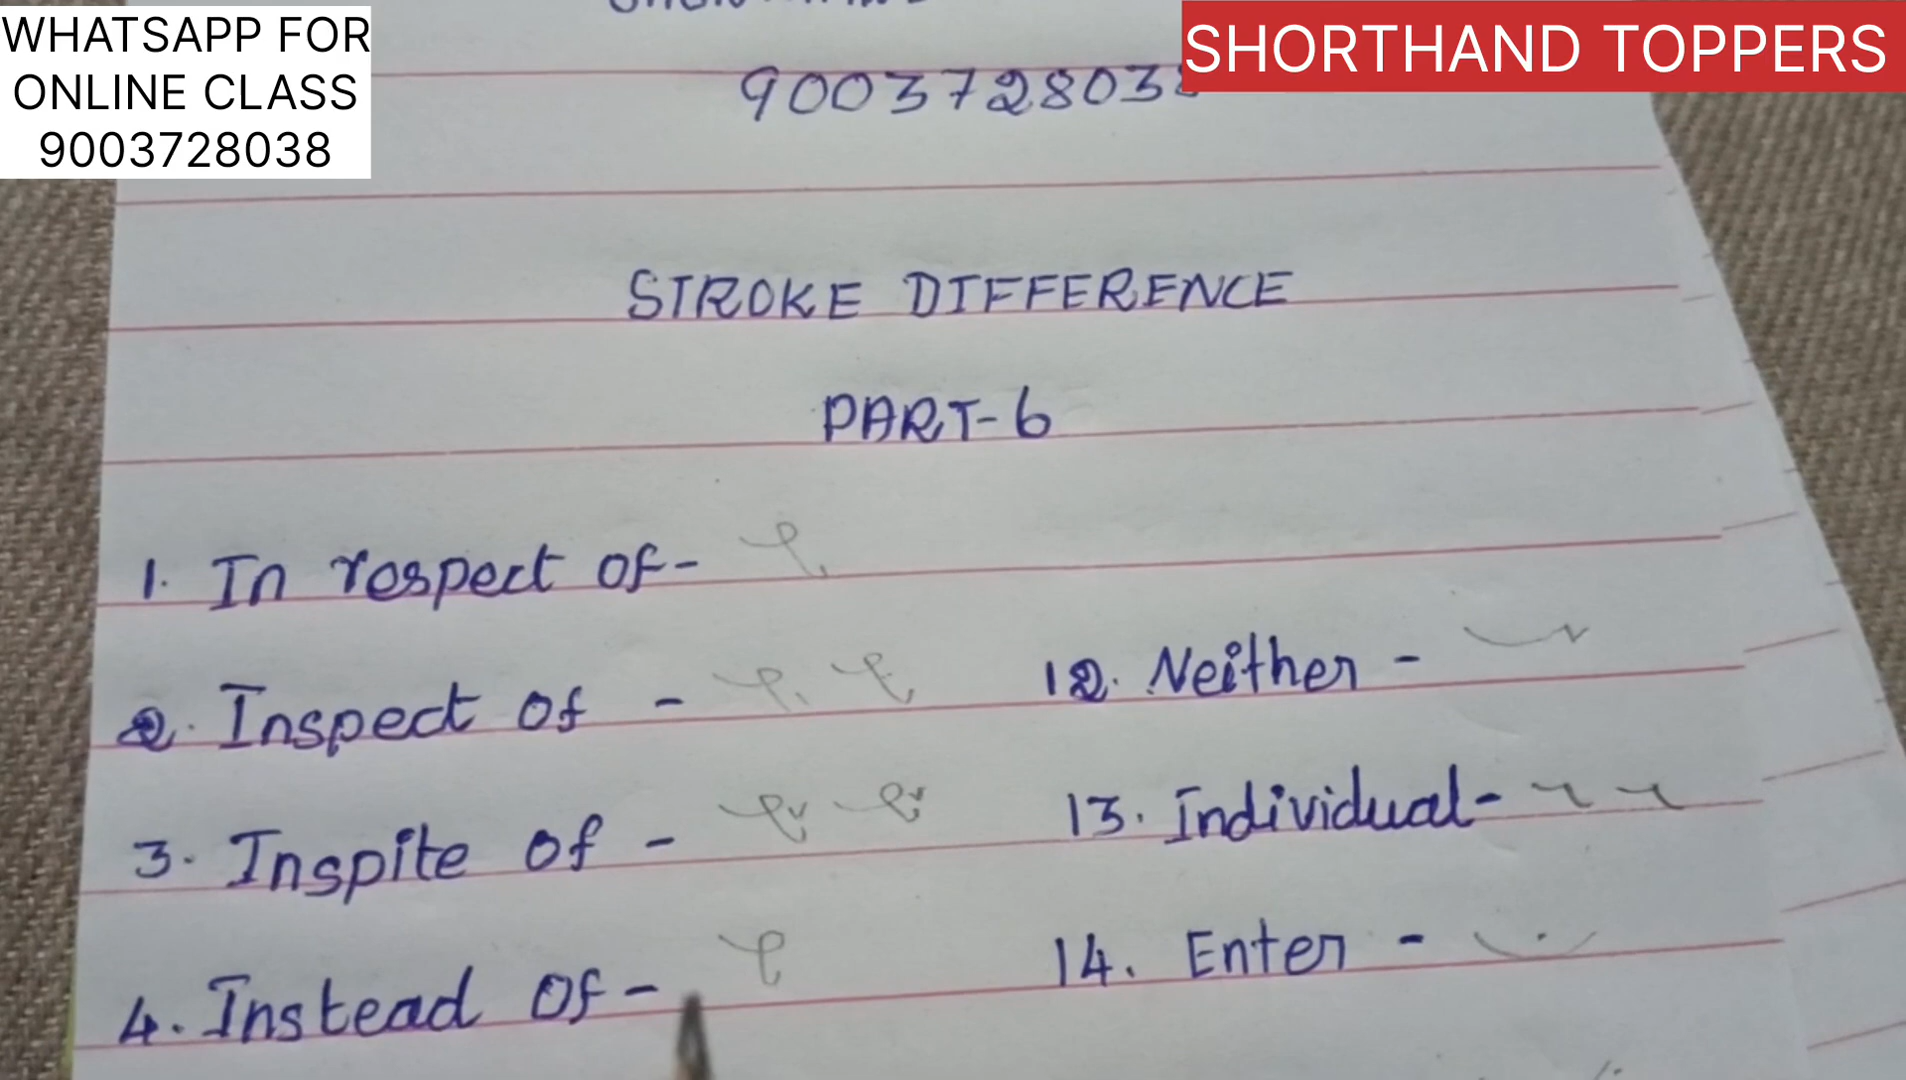 WHATSAPP FOR
ONLINE CLASS
9003728038
SHORTHAND TOPPERS
900372803
STROKE DIFFERENCE
PART-6
1. In respect of-
2. Inspect of -
3. Inspite of -
4. Instead of -
12. Neither -
13. Individual-
14. Enter -